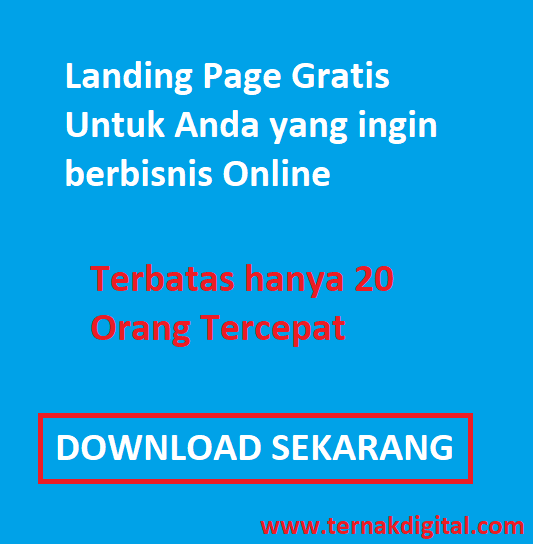 Landing Page Gratis
Untuk Anda yang ingin
berbisnis Online
Terbatas hanya 20
Orang Tercepat
DOWNLOAD SEKARANG
www.ternakdigital.com